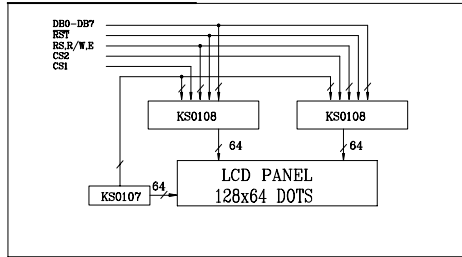 DB0-DB7
RST
RS,R/W,E
CS2
CS1
KS0108
KS0108
64
64
LCD PANEL
128x64 DOTS
64
KS0107